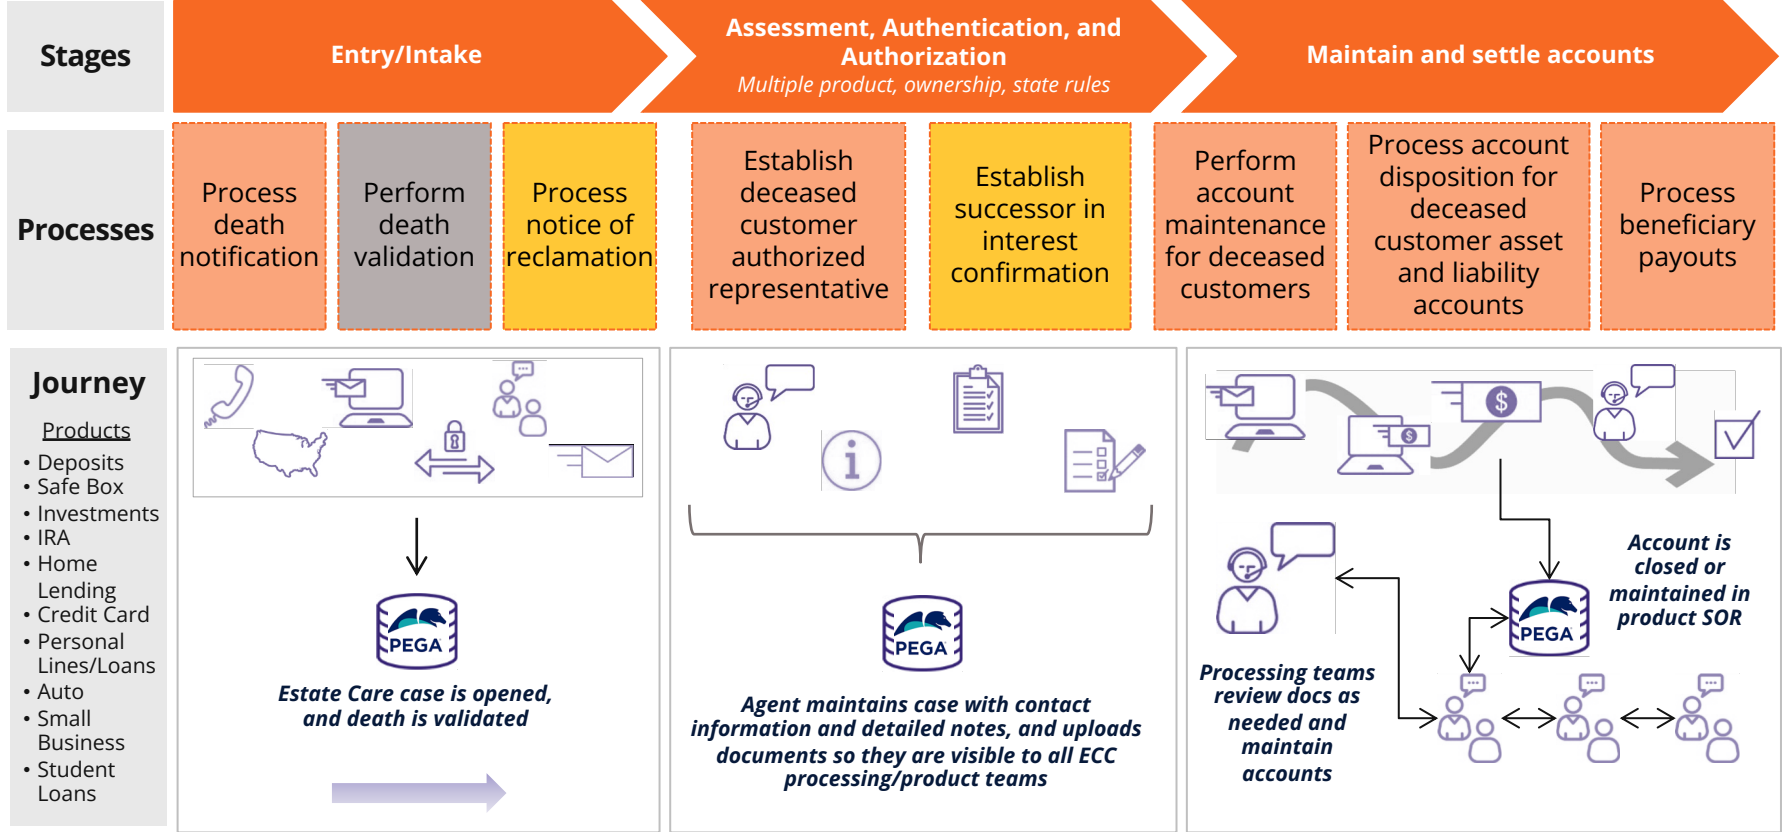 Stages
Entry/Intake
Assessment, Authentication, and
Authorization
Multiple product, ownership, state rules
Maintain and settle accounts
Processes
Process
death
notification
Perform
death
validation
Process
notice of
reclamation
Establish
deceased
customer
authorized
representative
Establish
successor in
interest
confirmation
Perform
account
maintenance
for deceased
customers
Process account
disposition for
deceased
customer asset
and liability
accounts
Process
beneficiary
payouts
Journey
Products
• Deposits
• Safe Box
• Investments
• IRA
• Home
Lending
• Credit Card
• Personal
Lines/Loans
• Auto
• Small
Business
• Student
Loans
PEGA
Estate Care case is opened,
and death is validated
PEGA
Agent maintains case with contact
information and detailed notes, and uploads
documents so they are visible to all ECC
processing/product teams
$
$
Account is
closed or
maintained in
product SOR
PEGA
Processing teams
review docs as
needed and
maintain
accounts